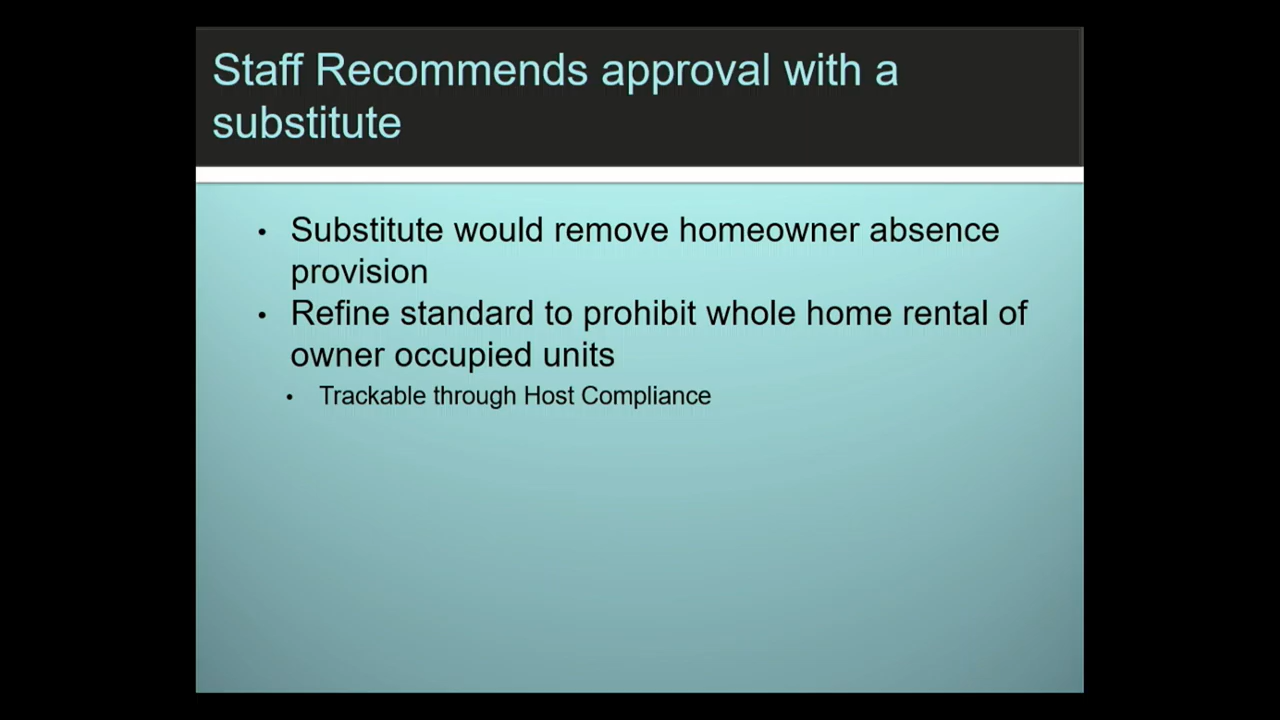 Staff Recommends approval with a
substitute
• Substitute would remove homeowner absence
provision
• Refine standard to prohibit whole home rental of
owner occupied units
• Trackable through Host Compliance